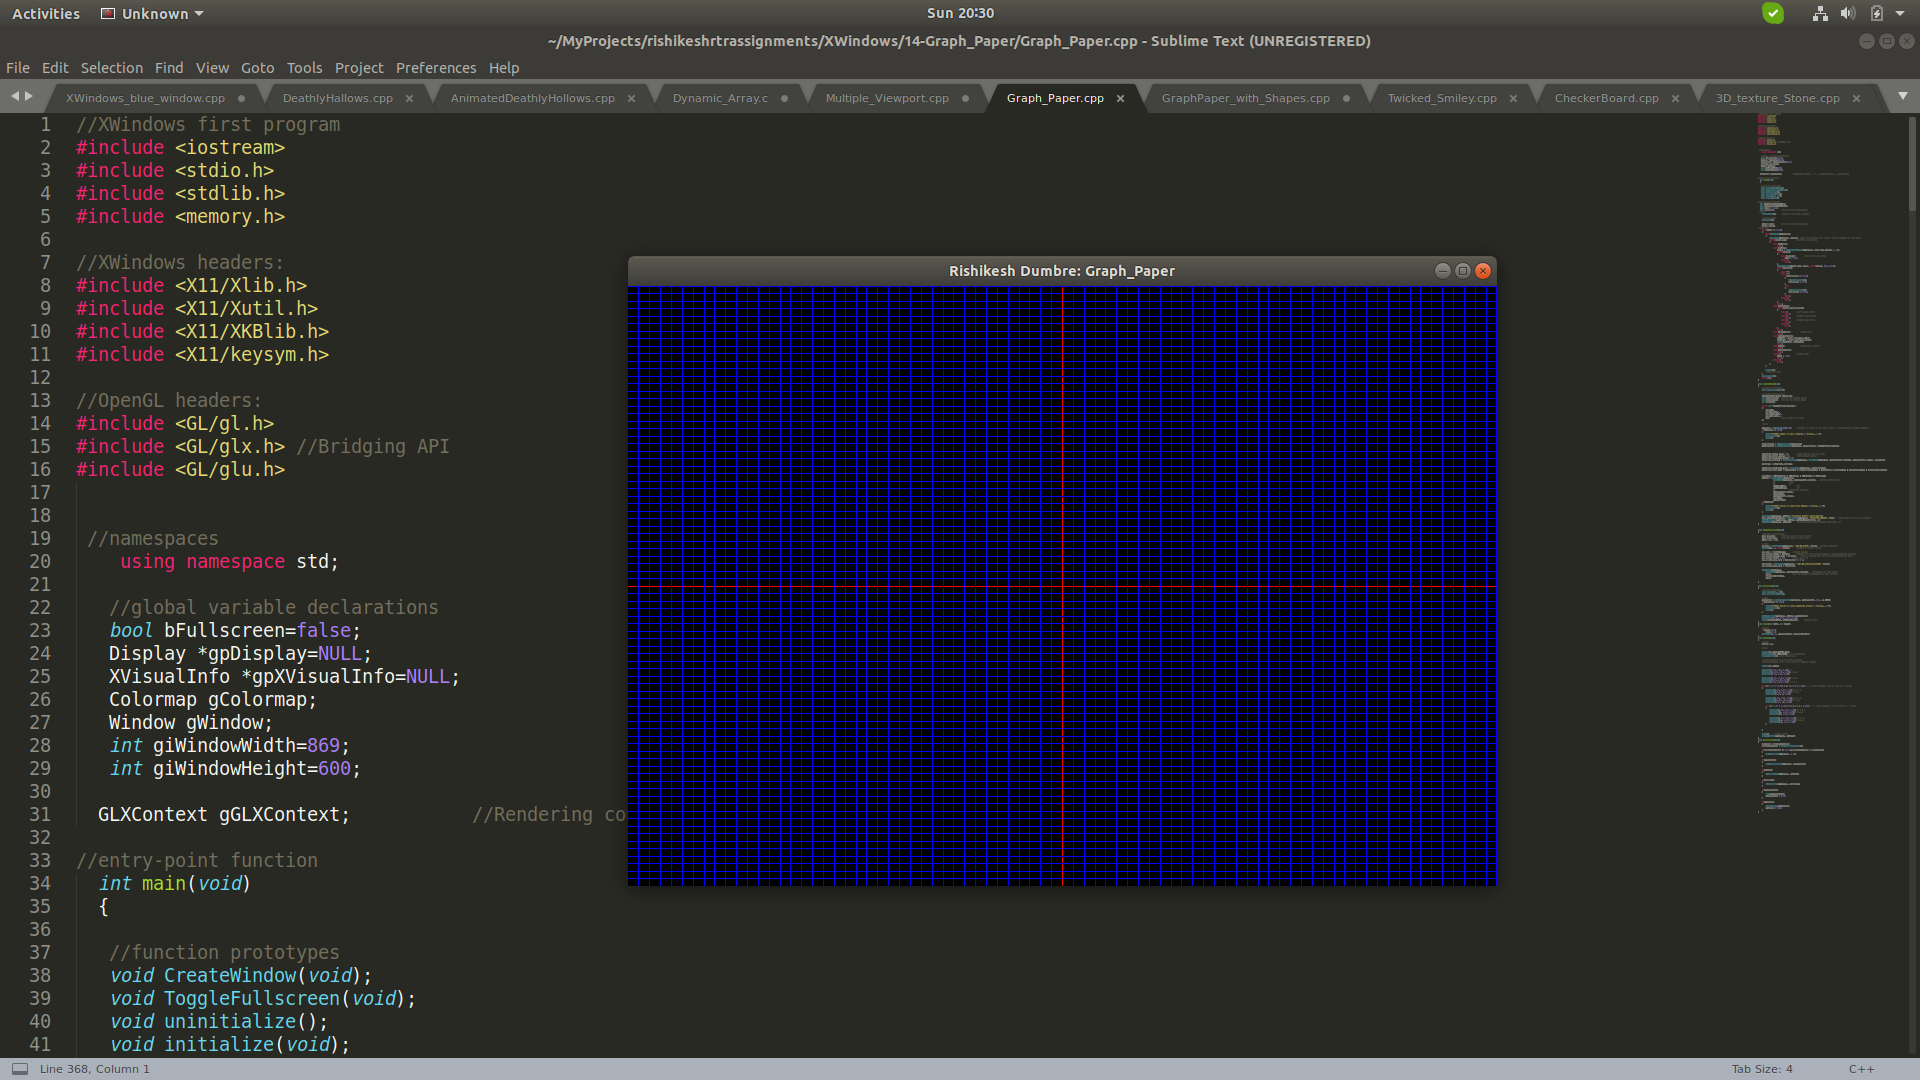 Activities Unknown Sun 20:30
~/MyProjects/rishikeshrtrassignments/XWindows/14-Graph_Paper/Graph_Paper.cpp - Sublime Text (UNREGISTERED)
File Edit Selection Find View Goto Tools Project Preferences Help
XWindows_blue_window.cpp DeathlyHallows.cpp AnimatedDeathlyHollows.cpp Dynamic_Array.c Multiple_Viewport.cpp Graph_Paper.cpp GraphPaper_with_Shapes.cpp Twicked_Smiley.cpp CheckerBoard.cpp 3D_texture_Stone.cpp
1 //XWindows first program
2 #include <iostream>
3 #include <stdio.h>
4 #include <stdlib.h>
5 #include <memory.h>
6
7 //XWindows headers:
8 #include <X11/Xlib.h>
9 #include <X11/Xutil.h>
10 #include <X11/XKBlib.h>
11 #include <X11/keysym.h>
12
13 //OpenGL headers:
14 #include <GL/gl.h>
15 #include <GL/glx.h> //Bridging API
16 #include <GL/glu.h>
17
18
19 //namespaces
20 using namespace std;
21
22 //global variable declarations
23 bool bFullscreen=false;
24 Display *gpDisplay=NULL;
25 XVisualInfo *gpXVisualInfo=NULL;
26 Colormap gColormap;
27 Window gWindow;
28 int giWindowWidth=869;
29 int giWindowHeight=600;
30
31 GLXContext gGLXContext; //Rendering co
32
33 //entry-point function
34 int main(void)
35 {
36
37 //function prototypes
38 void CreateWindow(void);
39 void ToggleFullscreen(void);
40 void uninitialize();
41 void initialize(void);
Rishikesh Dumbre: Graph_Paper
Line 368, Column 1 Tab Size: 4 C++